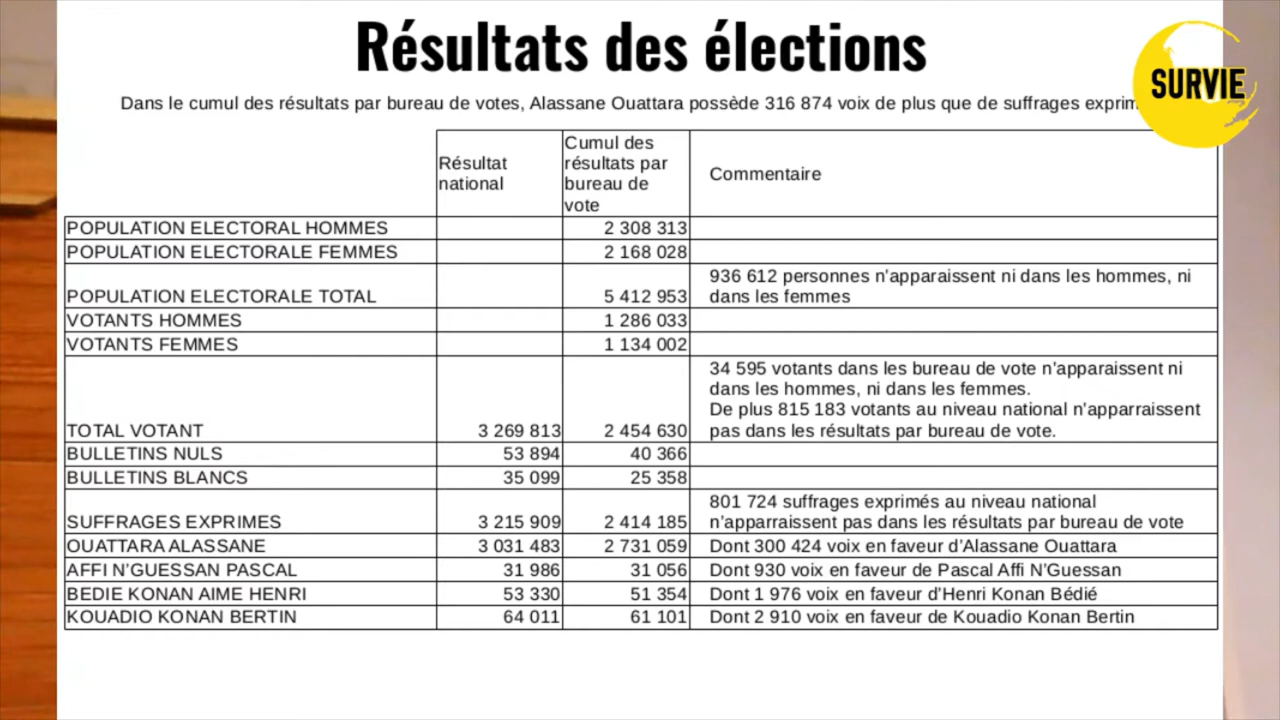 Résultats des élections
SURVIE
Dans le cumul des résultats par bureau de votes, Alassane Ouattara possède 316 874 voix de plus que de suffrages exprim
Résultat
national
Cumul des
résultats par
bureau de
vote
Commentaire
POPULATION ELECTORAL HOMMES 2 308 313
POPULATION ELECTORALE FEMMES 2 168 028
936 612 personnes n'apparaissent ni dans les hommes, ni
POPULATION ELECTORALE TOTAL 5 412 953 dans les femmes
VOTANTS HOMMES 1 286 033
VOTANTS FEMMES 1 134 002
34 595 votants dans les bureau de vote n'apparaissent ni
dans les hommes, ni dans les femmes.
De plus 815 183 votants au niveau national n'apparraissent
TOTAL VOTANT 3 269 813 2 454 630 pas dans les résultats par bureau de vote.
BULLETINS NULS 53 894 40 366
BULLETINS BLANCS 35 099 25 358
801 724 suffrages exprimés au niveau national
SUFFRAGES EXPRIMES 3 215 909 2 414 185 n'apparraissent pas dans les résultats par bureau de vote
OUATTARA ALASSANE 3 031 483 2 731 059 Dont 300 424 voix en faveur d'Alassane Ouattara
AFFI N'GUESSAN PASCAL 31 986 31 056 Dont 930 voix en faveur de Pascal Affi N'Guessan
BEDIE KONAN AIME HENRI 53 330 51 354 Dont 1 976 voix en faveur d'Henri Konan Bédié
KOUADIO KONAN BERTIN 64 011 61 101 Dont 2 910 voix en faveur de Kouadio Konan Bertin